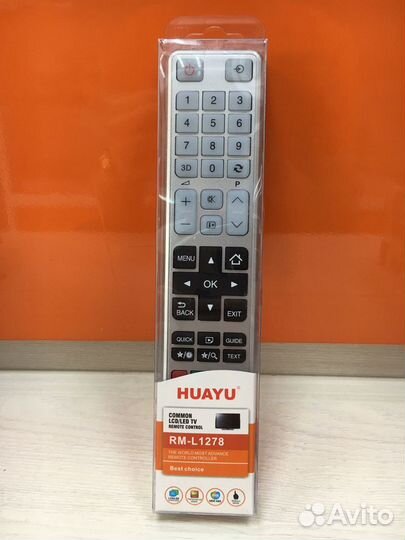 1 2 3
4 5 6
7 8 9
3D 0
P
+
−
MENU
OK
BACK EXIT
QUICK GUIDE
TEXT
HUAYU
COMMON
LCD/LED TV
REMOTE CONTROL
RM-L1278
THE WORLD MOST ADVANCE
REMOTE CONTROLLER
Best choice
Avito